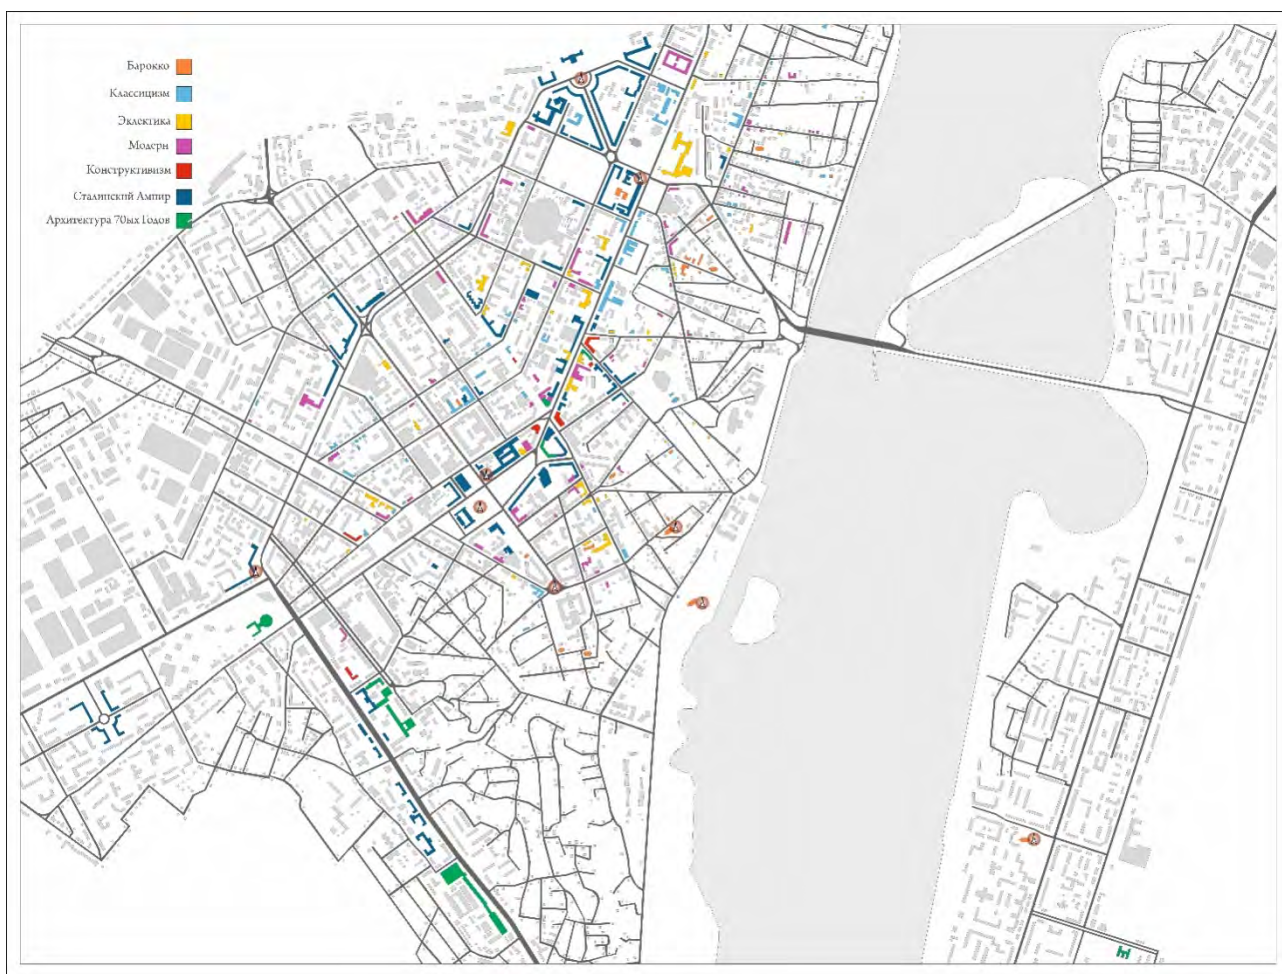 Барокко
Классицизм
Эклектика
Модерн
Конструктивизм
Сталинский Ампир
Архитектура 70ых Годов